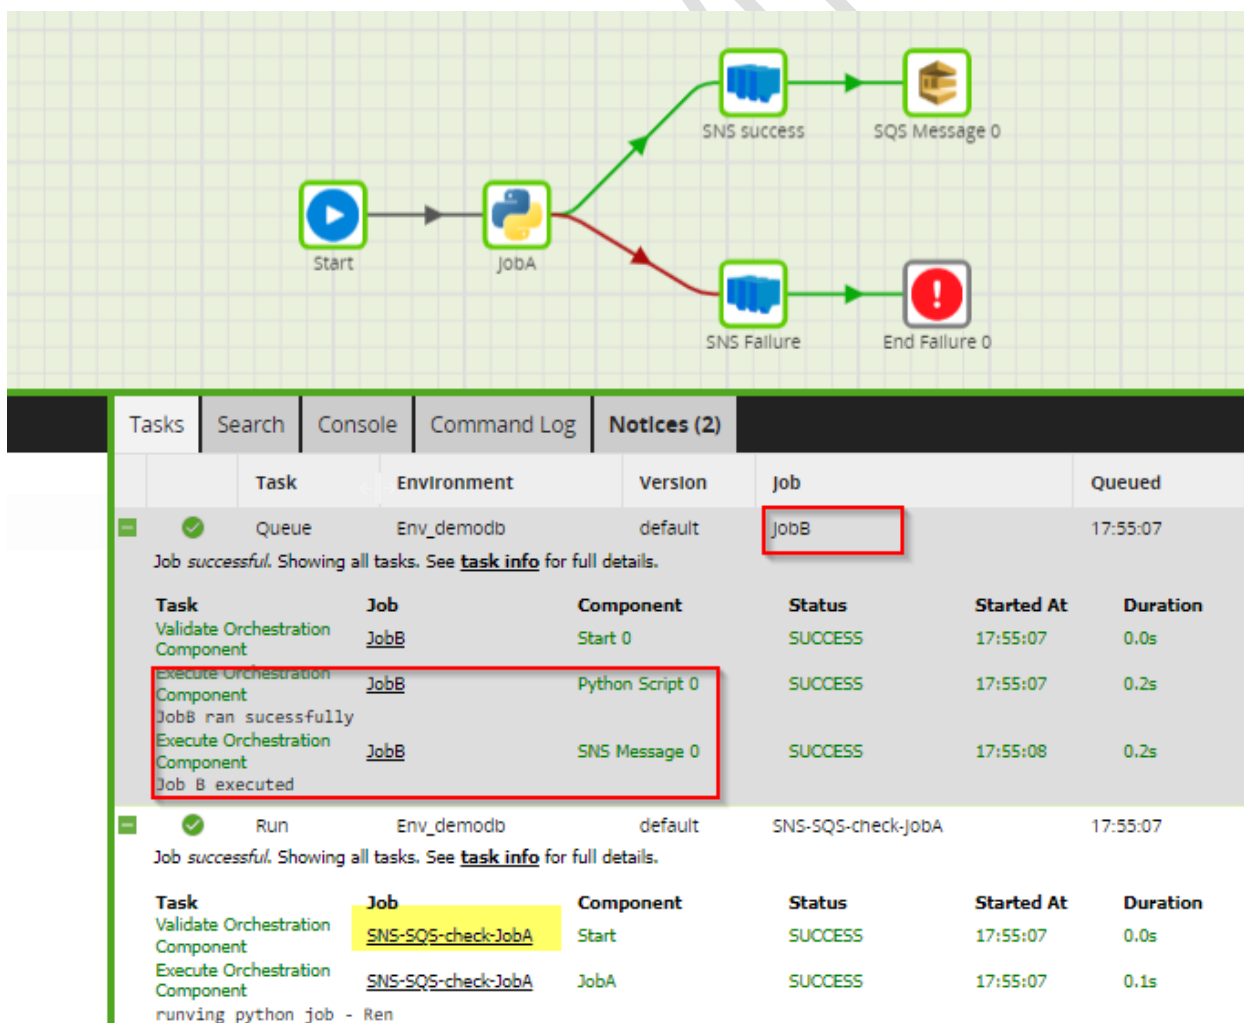 SNS success
SQS Message 0
Start
JobA
SNS Failure
End Failure 0
Tasks Search Console Command Log Notices (2)
Task Environment Version Job Queued
Queue Env_demodb default JobB 17:55:07
Job successful. Showing all tasks. See task info for full details.
Task Job Component Status Started At Duration
Validate Orchestration Component JobB Start 0 SUCCESS 17:55:07 0.0s
Execute Orchestration Component JobB Python Script 0 SUCCESS 17:55:07 0.2s
JobB ran sucessfully
Execute Orchestration Component JobB SNS Message 0 SUCCESS 17:55:08 0.2s
Job B executed
Run Env_demodb default SNS-SQS-check-JobA 17:55:07
Job successful. Showing all tasks. See task info for full details.
Task Job Component Status Started At Duration
Validate Orchestration Component SNS-SQS-check-JobA Start SUCCESS 17:55:07 0.0s
Execute Orchestration Component SNS-SQS-check-JobA JobA SUCCESS 17:55:07 0.1s
runving python job - Ren